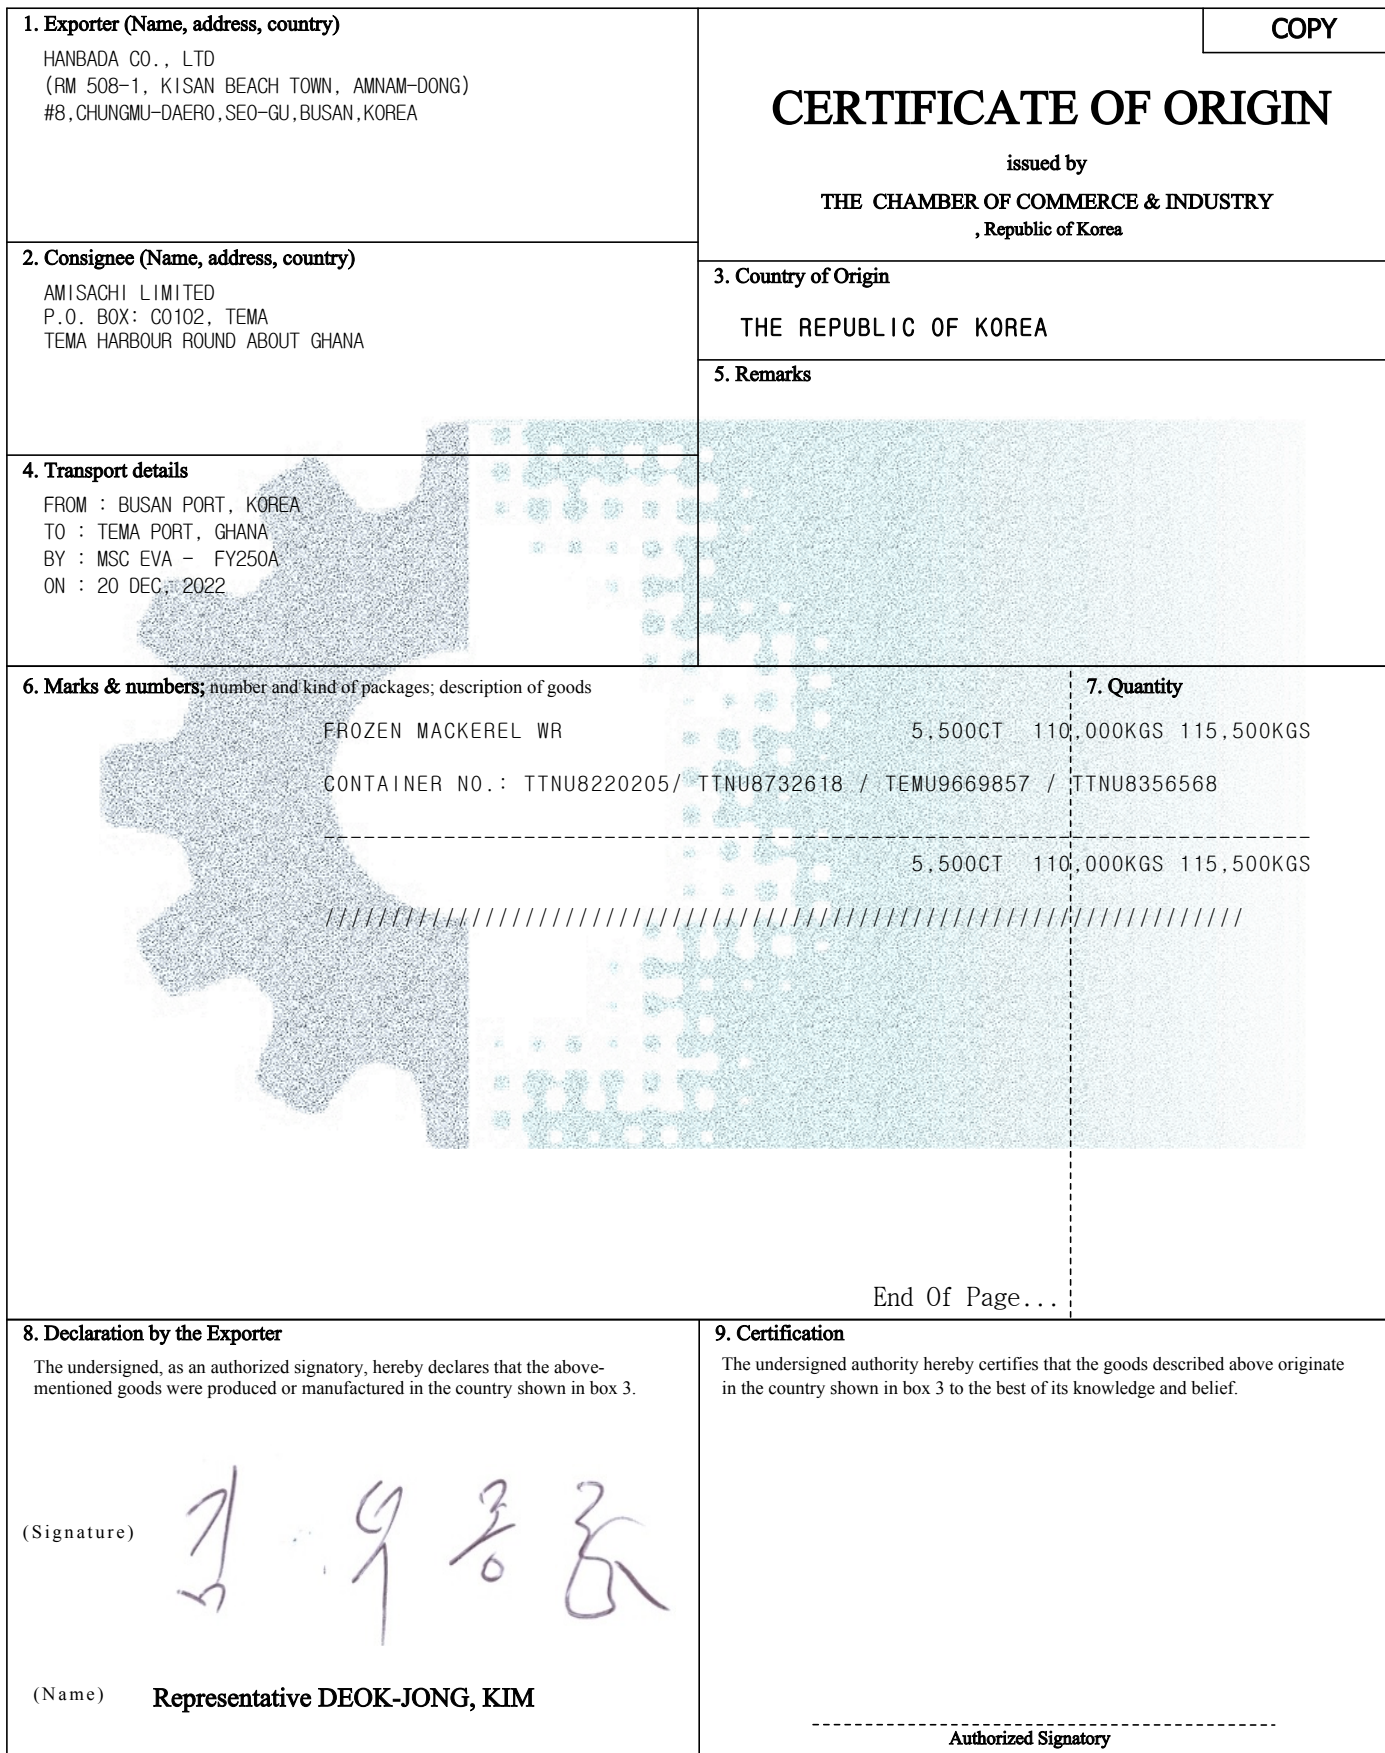 1. Exporter (Name, address, country)
HANBADA CO., LTD
(RM 508-1, KISAN BEACH TOWN, AMNAM-DONG)
#8,CHUNGMU-DAERO,SEO-GU,BUSAN,KOREA
COPY
CERTIFICATE OF ORIGIN
issued by
THE CHAMBER OF COMMERCE & INDUSTRY
, Republic of Korea
2. Consignee (Name, address, country)
AMISACHI LIMITED
P.O. BOX: CO102, TEMA
TEMA HARBOUR ROUND ABOUT GHANA
3. Country of Origin
THE REPUBLIC OF KOREA
5. Remarks
4. Transport details
FROM : BUSAN PORT, KOREA
TO : TEMA PORT, GHANA
BY : MSC EVA - FY250A
ON : 20 DEC, 2022
6. Marks & numbers; number and kind of packages; description of goods
7. Quantity
FROZEN MACKEREL WR 5,500CT 110,000KGS 115,500KGS
CONTAINER NO.: TTNU8220205/ TTNU8732618 / TEMU9669857 / TTNU8356568
--------------------------------------------------------------------------
5,500CT 110,000KGS 115,500KGS
/////////////////////////////////////////////////////////////////////
End Of Page...
8. Declaration by the Exporter
The undersigned, as an authorized signatory, hereby declares that the above-
mentioned goods were produced or manufactured in the country shown in box 3.
(Signature)
(Name) Representative DEOK-JONG, KIM
9. Certification
The undersigned authority hereby certifies that the goods described above originate
in the country shown in box 3 to the best of its knowledge and belief.
Authorized Signatory